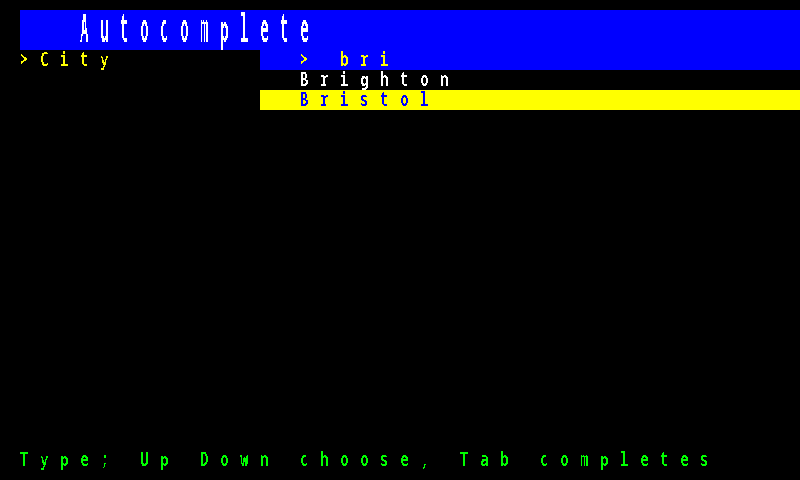 Autocomplete
>City > bri
Brighton
Bristol
Type; Up Down choose, Tab completes